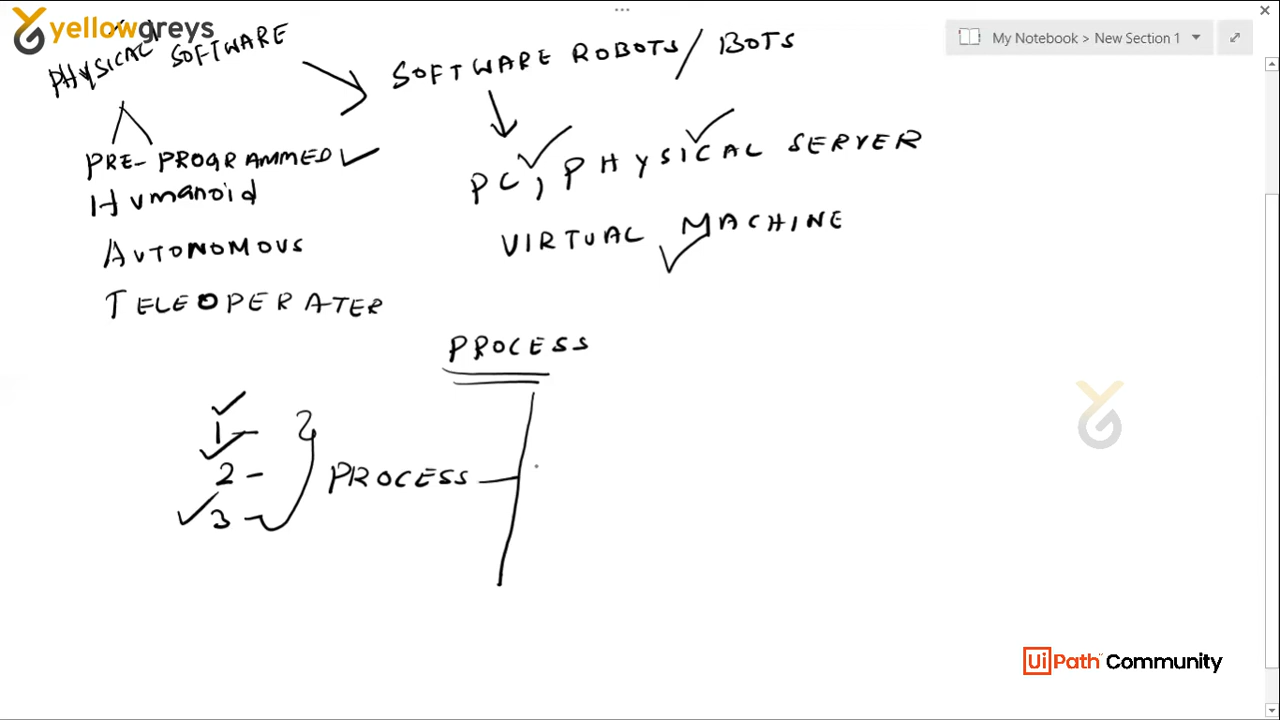 yellowgreys
My Notebook > New Section 1
PHYSICAL SOFTWARE
SOFTWARE ROBOTS / BOTS
PRE-PROGRAMMED
Humanoid
AUTONOMOUS
TELEOPERATER
PC, PHYSICAL SERVER
VIRTUAL MACHINE
PROCESS
1-
2-
3-
PROCESS
UiPath Community